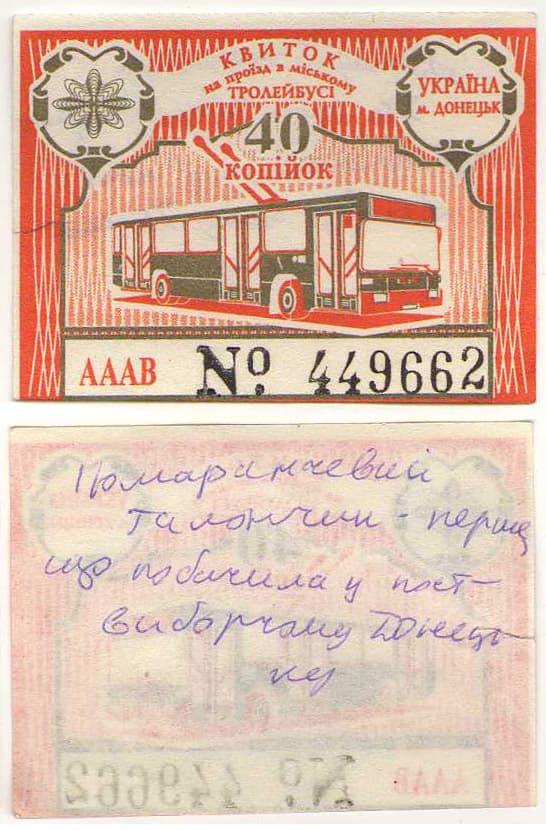 КВИТОК
на проїзд в міському
ТРОЛЕЙБУСІ
40
КОПІЙОК
УКРАЇНА
м. ДОНЕЦЬК
АААВ № 449662
Помаранчевий
талончик - перше
що побачила у пост-
виборчому Донець-
ку